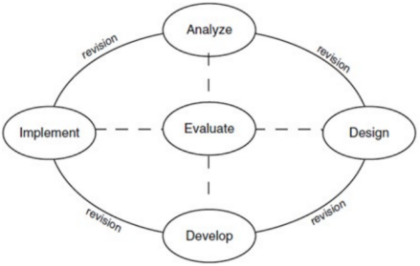 Analyze
revision
revision
Implement
Evaluate
Design
revision
revision
Develop